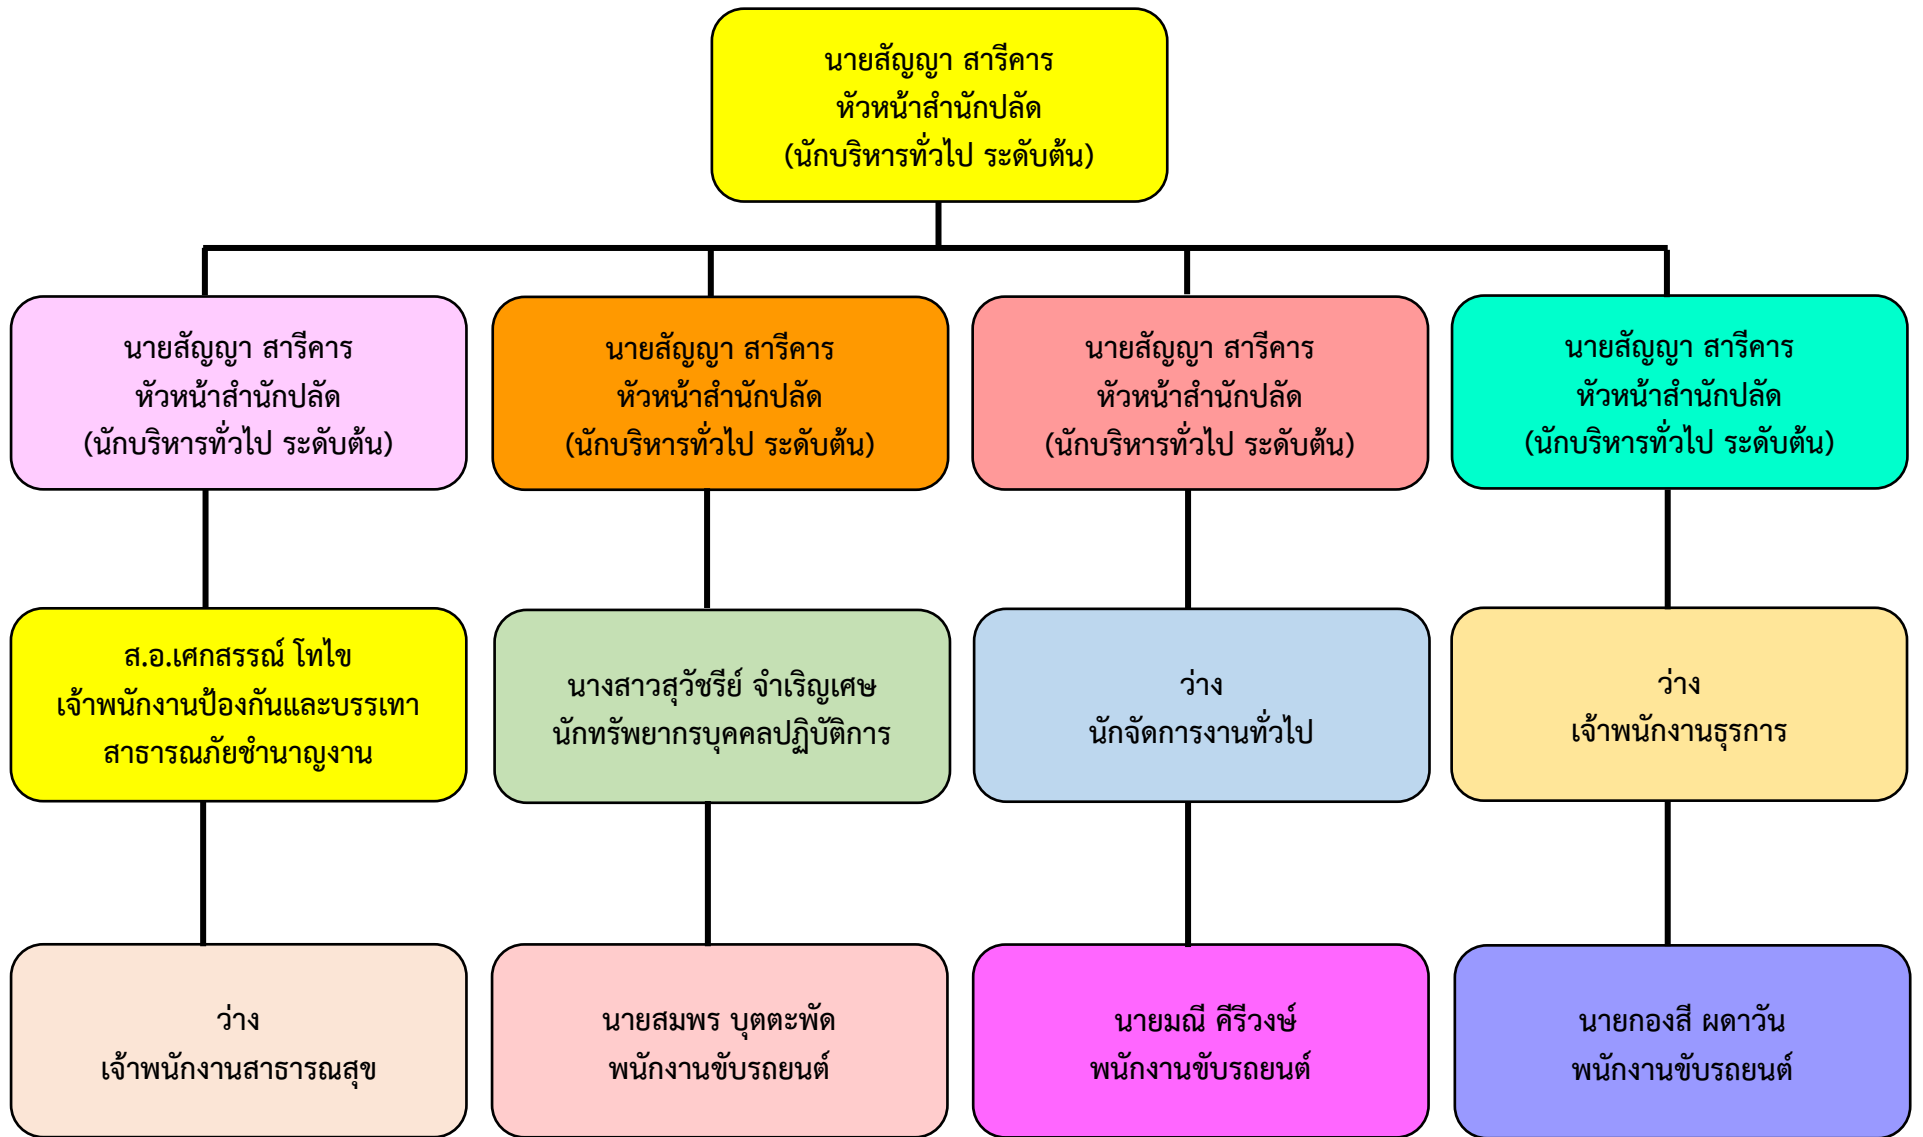 นายสัญญา สารีคาร
หัวหน้าสำนักปลัด
(นักบริหารทั่วไป ระดับต้น)
นายสัญญา สารีคาร
หัวหน้าสำนักปลัด
(นักบริหารทั่วไป ระดับต้น)
นายสัญญา สารีคาร
หัวหน้าสำนักปลัด
(นักบริหารทั่วไป ระดับต้น)
นายสัญญา สารีคาร
หัวหน้าสำนักปลัด
(นักบริหารทั่วไป ระดับต้น)
นายสัญญา สารีคาร
หัวหน้าสำนักปลัด
(นักบริหารทั่วไป ระดับต้น)
ส.อ.เศกสรรณ์ โทไข
เจ้าพนักงานป้องกันและบรรเทา
สาธารณภัยชำนาญงาน
นางสาวสุวัชรีย์ จำเริญเศษ
นักทรัพยากรบุคคลปฏิบัติการ
ว่าง
นักจัดการงานทั่วไป
ว่าง
เจ้าพนักงานธุรการ
ว่าง
เจ้าพนักงานสาธารณสุข
นายสมพร บุตตะพัด
พนักงานขับรถยนต์
นายมณี คีรีวงษ์
พนักงานขับรถยนต์
นายกองสี ผดาวัน
พนักงานขับรถยนต์